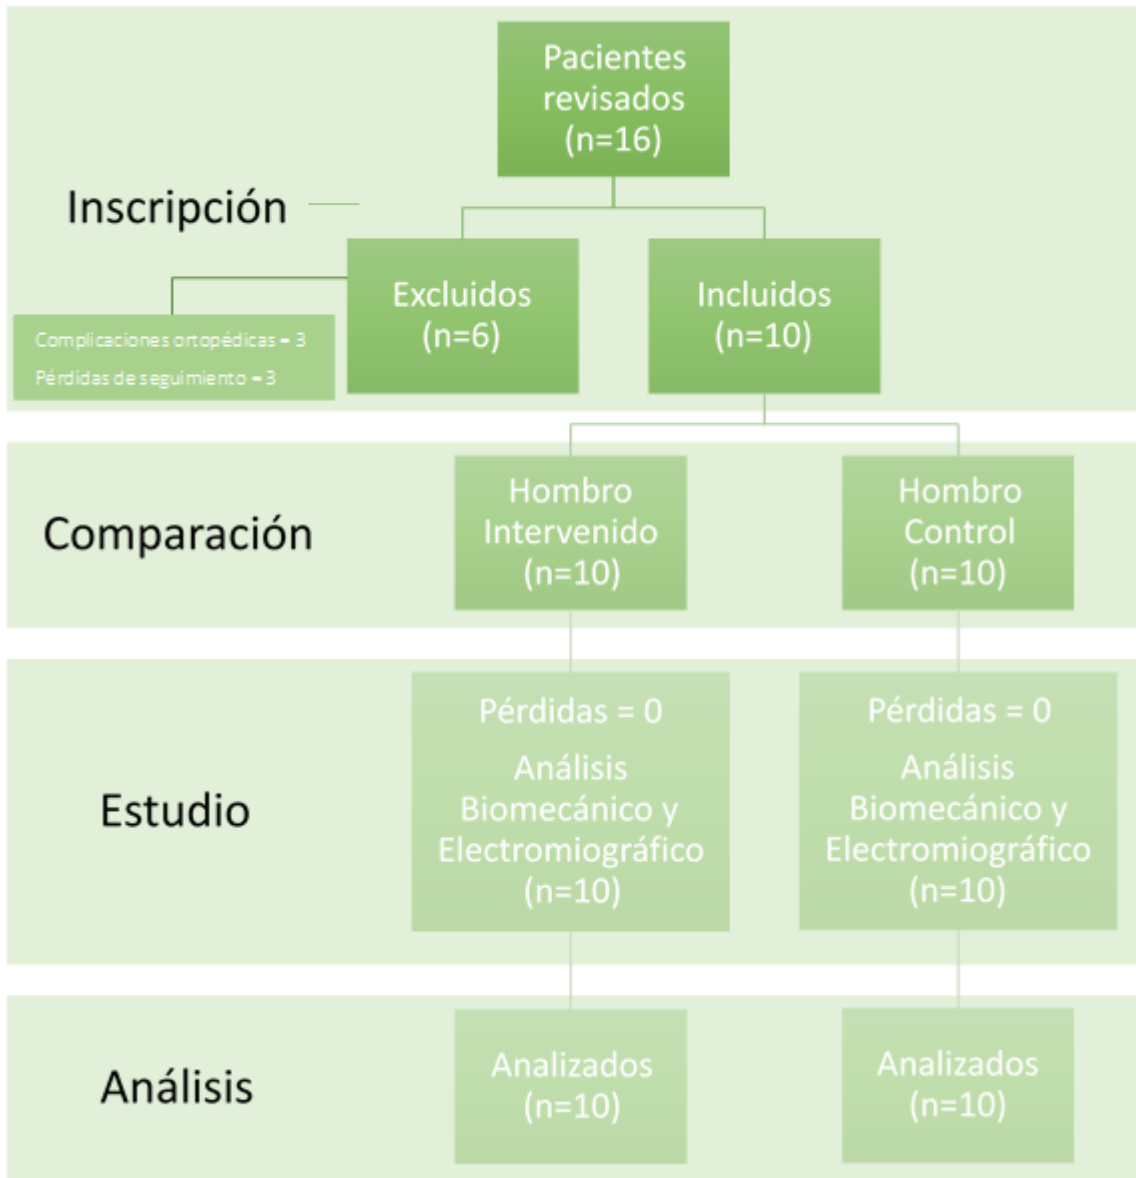 Pacientes
revisados
(n=16)
Inscripción
Excluidos
(n=6)
Incluidos
(n=10)
Complicaciones ortopédicas = 3
Pérdidas de seguimiento = 3
Comparación
Hombro
Intervenido
(n=10)
Hombro
Control
(n=10)
Estudio
Pérdidas = 0
Análisis
Biomecánico y
Electromiográfico
(n=10)
Pérdidas = 0
Análisis
Biomecánico y
Electromiográfico
(n=10)
Análisis
Analizados
(n=10)
Analizados
(n=10)